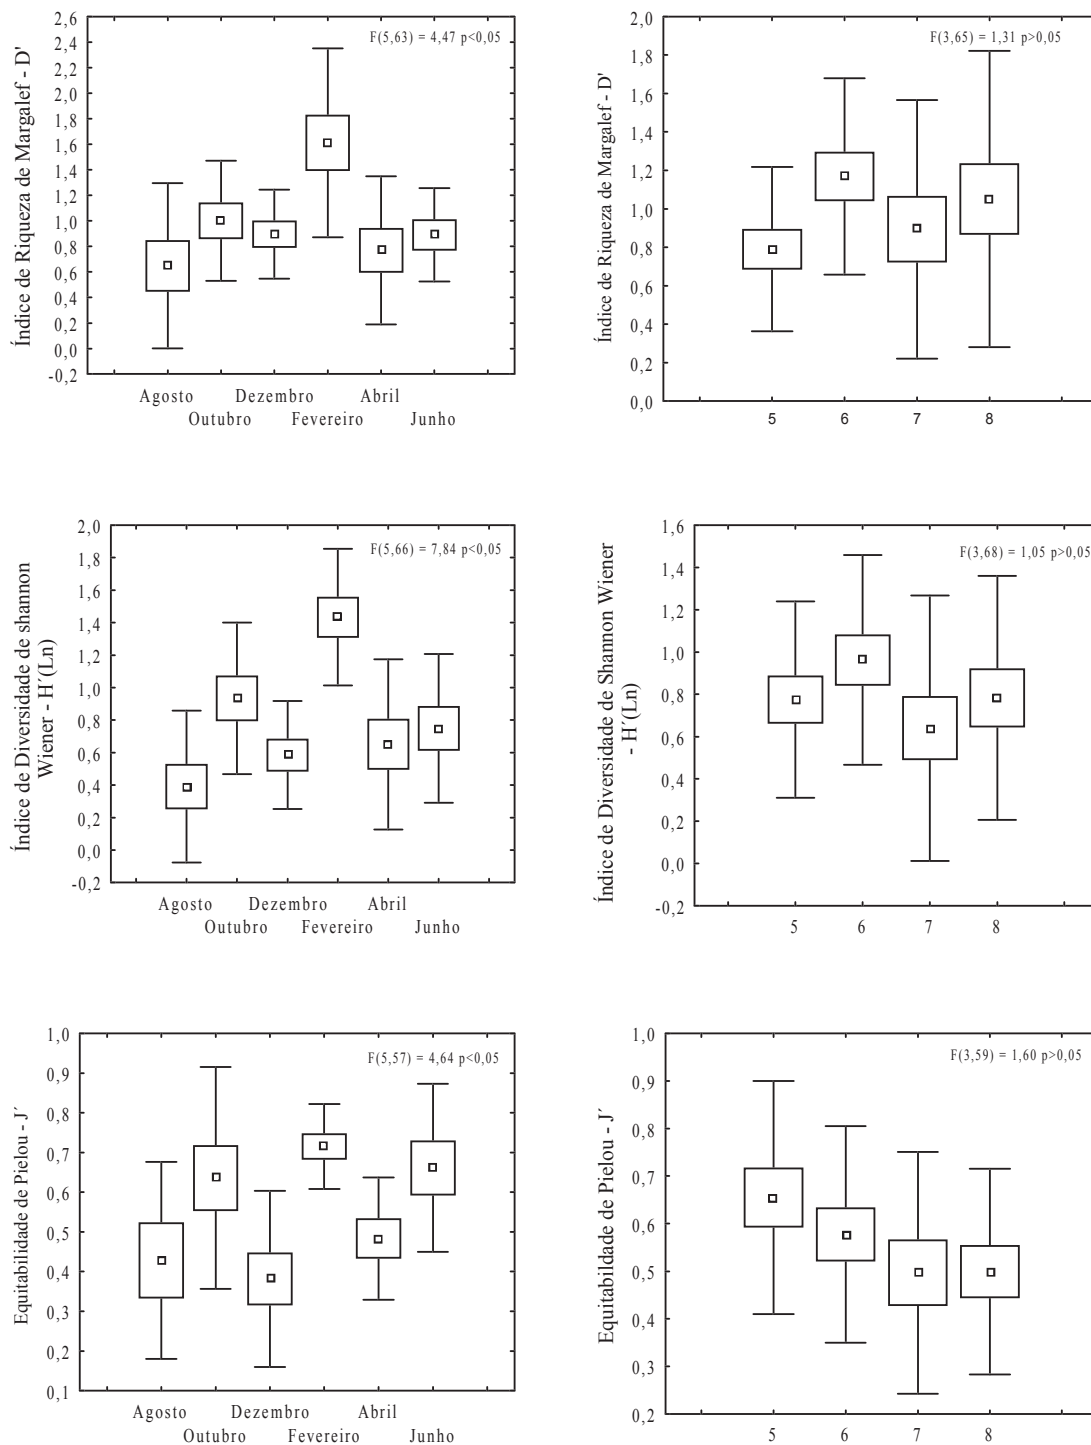 Índice de Riqueza de Margalef - D'
2,6
2,4
2,2
2,0
1,8
1,6
1,4
1,2
1,0
0,8
0,6
0,4
0,2
0,0
-0,2
F(5,63) = 4,47 p<0,05
Agosto Dezembro Abril
Outubro Fevereiro Junho
Índice de Riqueza de Margalef - D'
2,0
1,8
1,6
1,4
1,2
1,0
0,8
0,6
0,4
0,2
0,0
F(3,65) = 1,31 p>0,05
5 6 7 8
Índice de Diversidade de shannon
Wiener - H´(Ln)
2,0
1,8
1,6
1,4
1,2
1,0
0,8
0,6
0,4
0,2
0,0
-0,2
F(5,66) = 7,84 p<0,05
Agosto Dezembro Abril
Outubro Fevereiro Junho
Índice de Diversidade de Shannon Wiener
- H´(Ln)
1,6
1,4
1,2
1,0
0,8
0,6
0,4
0,2
0,0
-0,2
F(3,68) = 1,05 p>0,05
5 6 7 8
Equitabilidade de Pielou - J´
1,0
0,9
0,8
0,7
0,6
0,5
0,4
0,3
0,2
0,1
F(5,57) = 4,64 p<0,05
Agosto Dezembro Abril
Outubro Fevereiro Junho
Equitabildade de Pielou - J´
1,0
0,9
0,8
0,7
0,6
0,5
0,4
0,3
0,2
F(3,59) = 1,60 p>0,05
5 6 7 8